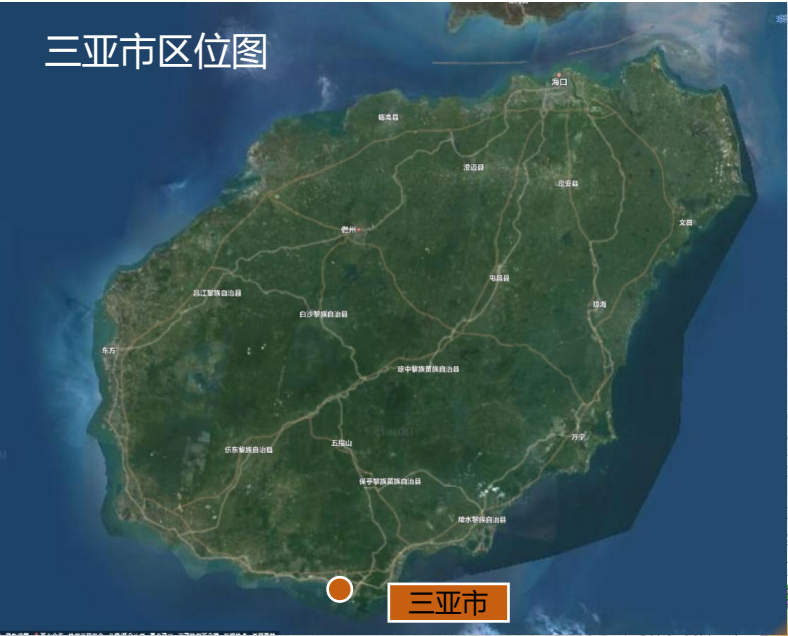 三亚市区位图
海口
临高县
澄迈县
定安县
文昌
儋州
屯昌县
昌江黎族自治县
琼海
白沙黎族自治县
东方
琼中黎族苗族自治县
Baidu
万宁
五指山
乐东黎族自治县
保亭黎族苗族自治县
陵水黎族自治县
三亚市